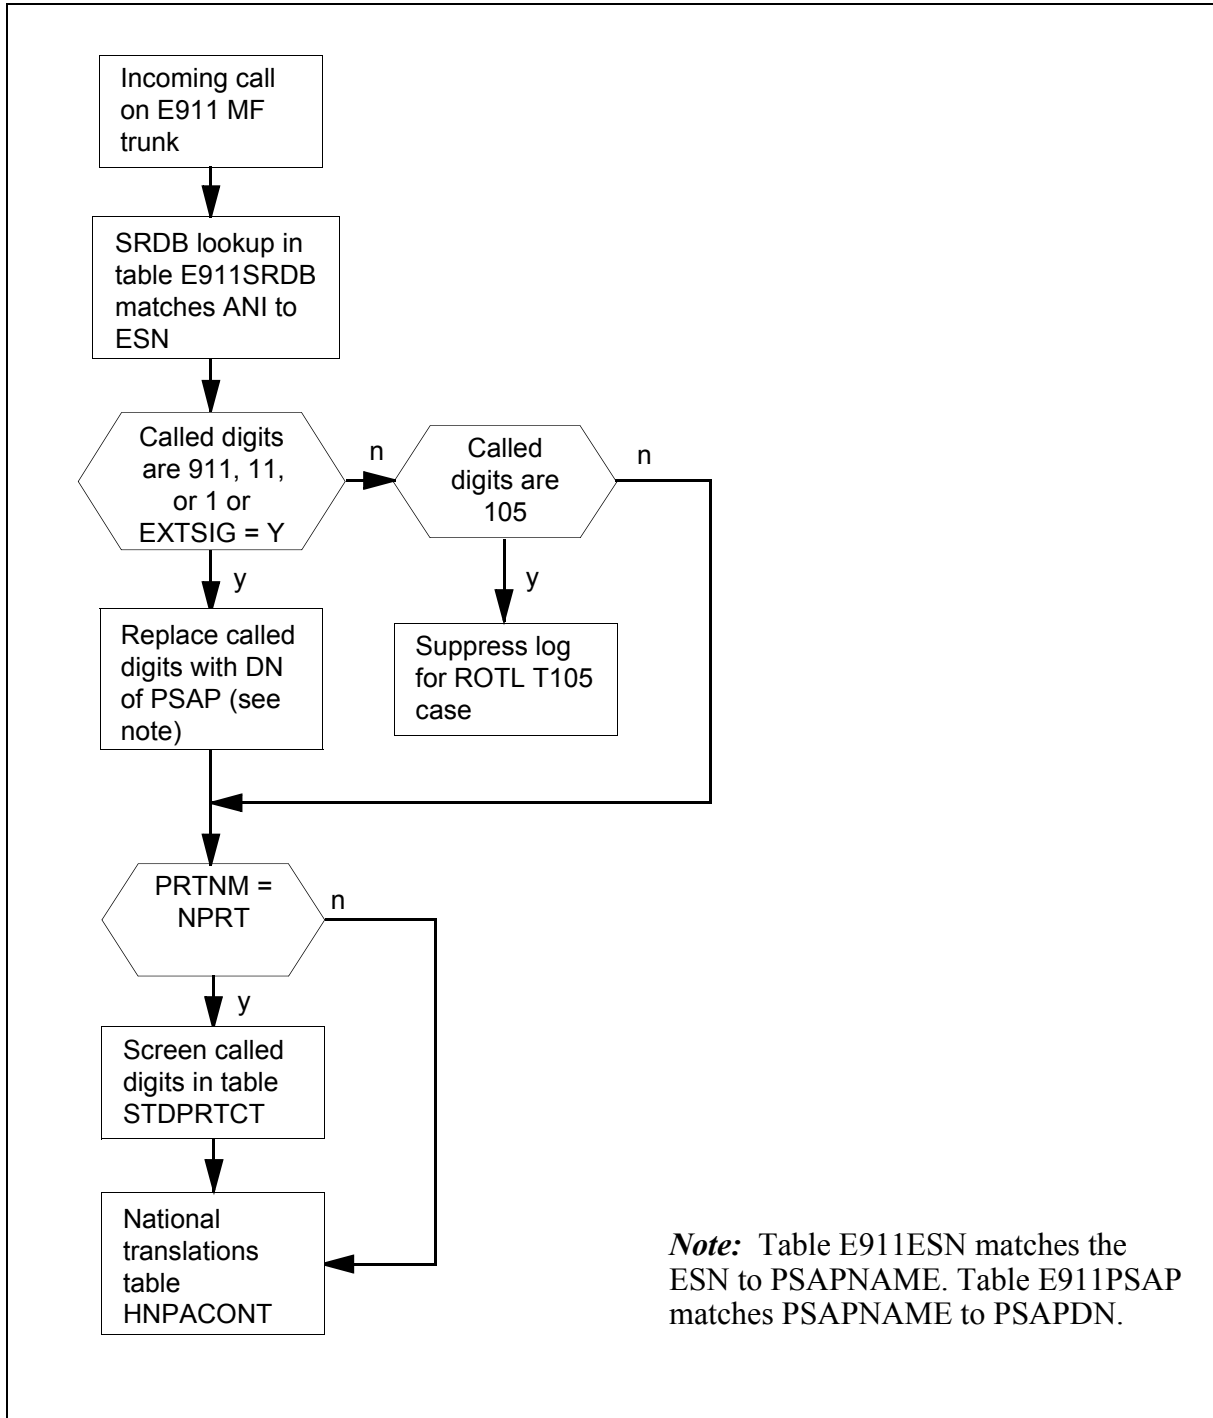 Incoming call
on E911 MF
trunk
SRDB lookup in
table E911SRDB
matches ANI to
ESN
Called digits
are 911, 11,
or 1 or
EXTSIG = Y
n
Called
digits are
105
n
y
y
Replace called
digits with DN
of PSAP (see
note)
Suppress log
for ROTL T105
case
PRTNM =
NPRT
n
y
Screen called
digits in table
STDPRTCT
National
translations
table
HNPACONT
Note: Table E911ESN matches the
ESN to PSAPNAME. Table E911PSAP
matches PSAPNAME to PSAPDN.